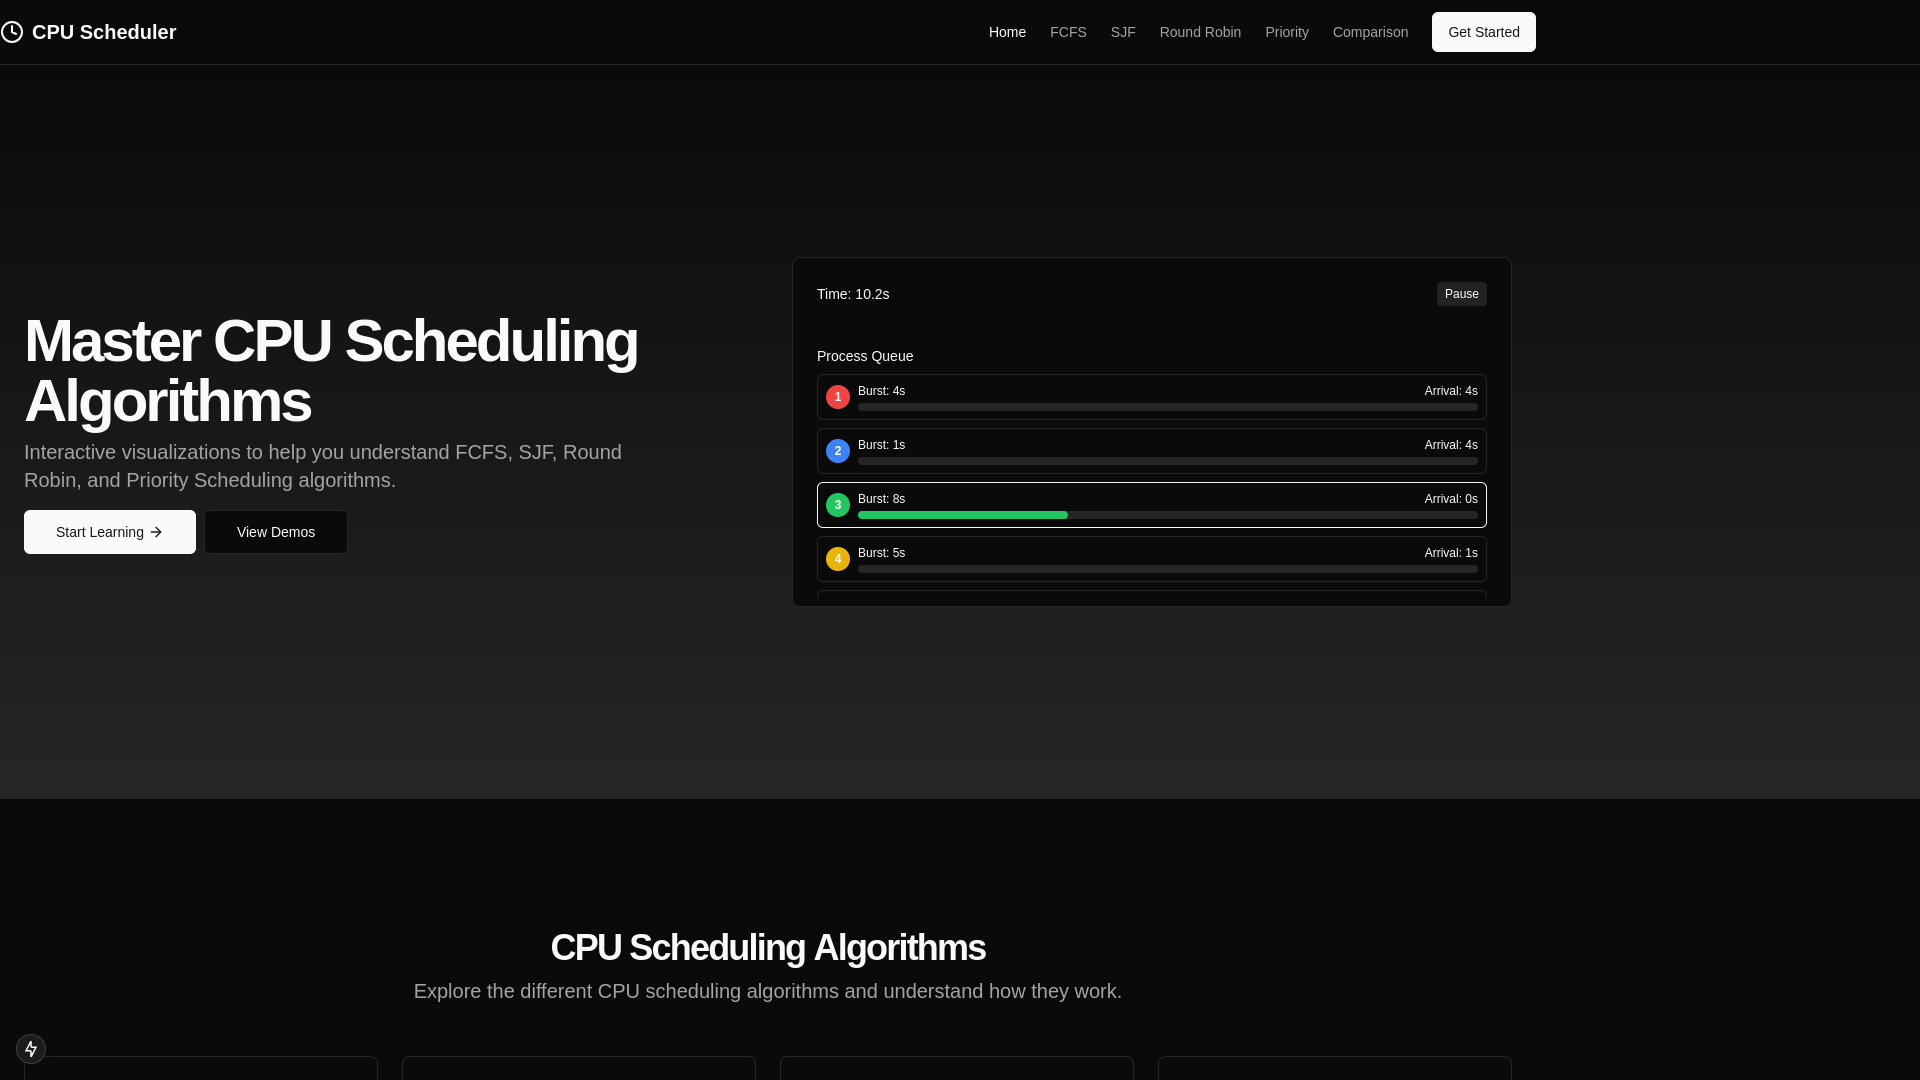 CPU Scheduler
Home
FCFS
SJF
Round Robin
Priority
Comparison
Get Started
Master CPU Scheduling
Algorithms
Interactive visualizations to help you understand FCFS, SJF, Round
Robin, and Priority Scheduling algorithms.
Start Learning
View Demos
Time: 10.2s
Pause
Process Queue
1
Burst: 4s
Arrival: 4s
2
Burst: 1s
Arrival: 4s
3
Burst: 8s
Arrival: 0s
4
Burst: 5s
Arrival: 1s
CPU Scheduling Algorithms
Explore the different CPU scheduling algorithms and understand how they work.